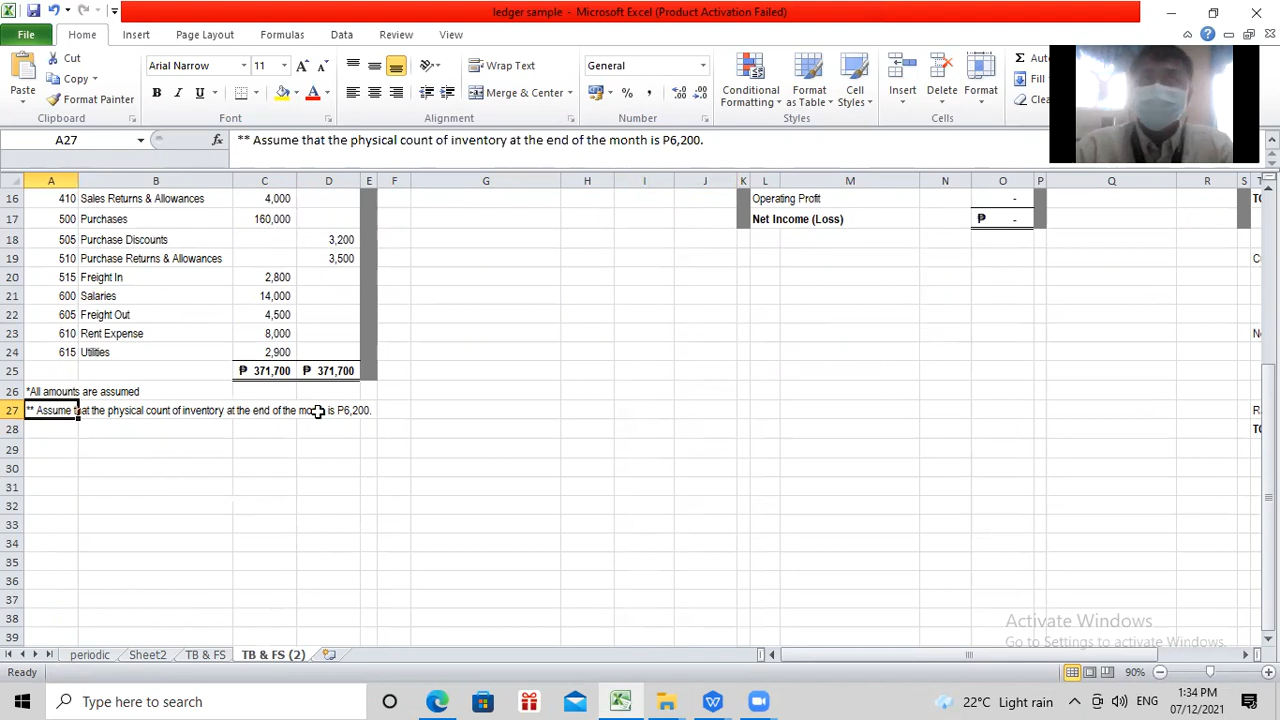 ledger sample - Microsoft Excel (Product Activation Failed)
File Home Insert Page Layout Formulas Data Review View
Cut
Copy
Format Painter
Paste
Clipboard
Arial Narrow 11
Font
Wrap Text
Merge & Center
Alignment
General
Number
Conditional Formatting
Format as Table
Cell Styles
Styles
Insert Delete Format
Cells
A27
** Assume that the physical count of inventory at the end of the month is P6,200.
A B C D E F G H I J K L M N O P Q R S
16 410 Sales Returns & Allowances 4,000 Operating Profit -
17 500 Purchases 160,000 Net Income (Loss) ₱ -
18 505 Purchase Discounts 3,200
19 510 Purchase Returns & Allowances 3,500
20 515 Freight In 2,800
21 600 Salaries 14,000
22 605 Freight Out 4,500
23 610 Rent Expense 8,000
24 615 Utilities 2,900
25 ₱ 371,700 ₱ 371,700
26 *All amounts are assumed
27 ** Assume that the physical count of inventory at the end of the month is P6,200.
28
29
30
31
32
33
34
35
36
37
38
39
Activate Windows
Go to Settings to activate Windows.
periodic Sheet2 TB & FS TB & FS (2)
Ready 90%
Type here to search
22°C Light rain ENG
1:34 PM
07/12/2021